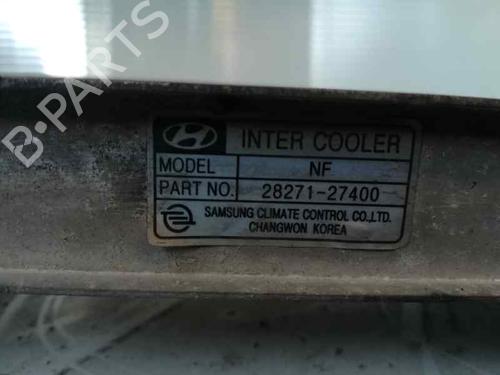 B-PARTS
INTER COOLER
MODEL NF
PART NO. 28271-27400
SAMSUNG CLIMATE CONTROL CO.,LTD.
CHANGWON KOREA